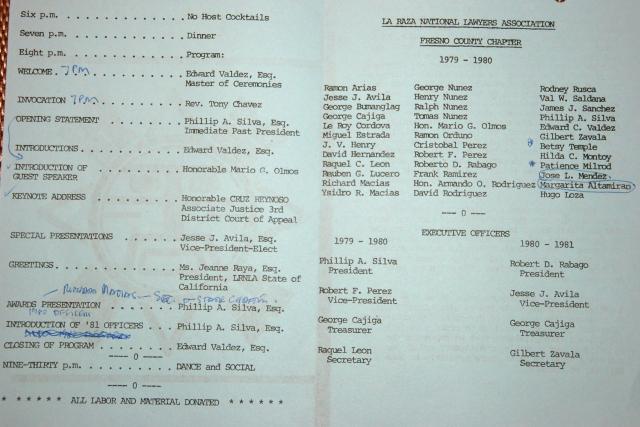 Six p.m. . . . . . . . . . . . . . No Host Cocktails
Seven p.m. . . . . . . . . . . . . Dinner
Eight p.m. . . . . . . . . . . . . Program:
WELCOME. 7PM. . . . . . . . . Edward Valdez, Esq.
Master of Ceremonies
INVOCATION 7PM. . . . . . . . Rev. Tony Chavez
OPENING STATEMENT . . . . . . . . Phillip A. Silva, Esq.
Immediate Past President
INTRODUCTIONS. . . . . . . . . . . Edward Valdez, Esq.
INTRODUCTION OF
GUEST SPEAKER . . . . . . . . . . Honorable Mario G. Olmos
KEYNOTE ADDRESS . . . . . . . . . Honorable CRUZ REYNOSO
Associate Justice 3rd
District Court of Appeal
SPECIAL PRESENTATIONS . . . . . . Jesse J. Avila, Esq.
Vice-President-Elect
GREETINGS. . . . . . . . . . . . . Ms. Jeanne Raya, Esq.
President, LRNLA State of
California
AWARDS PRESENTATION . . . . . . . Phillip A. Silva, Esq.
INTRODUCTION OF '81 OFFICERS . . . Phillip A. Silva, Esq.
CLOSING OF PROGRAM . . . . . . . . Edward Valdez, Esq.
---- 0 ----
NINE-THIRTY p.m. . . . . . . . . . DANCE and SOCIAL
---- 0 ----
* * * * * * ALL LABOR AND MATERIAL DONATED * * * * * *
LA RAZA NATIONAL LAWYERS ASSOCIATION
FRESNO COUNTY CHAPTER
1979 - 1980
Ramon Arias
Jesse J. Avila
George Bumanglag
George Cajiga
Le Roy Cordova
Miguel Estrada
J. V. Henry
David Hernandez
Raquel C. Leon
Reuben G. Lucero
Richard Macias
Ysidro R. Macias
George Nunez
Henry Nunez
Ralph Nunez
Tomas Nunez
Hon. Mario G. Olmos
Ramon Orduno
Cristobal Perez
Robert F. Perez
Roberto D. Rabago
Frank Ramirez
Hon. Armando O. Rodriguez
David Rodriguez
Rodney Rusca
Val W. Saldana
James J. Sanchez
Phillip A. Silva
Edward C. Valdez
Gilbert Zavala
Betsy Temple
Hilda C. Montoy
* Patience Milrod
Jose L. Mendez
Margarita Altamirano
Hugo Loza
--- 0 ---
EXECUTIVE OFFICERS
1979 - 1980
Phillip A. Silva
President
Robert F. Perez
Vice-President
George Cajiga
Treasurer
Raquel Leon
Secretary
1980 - 1981
Robert D. Rabago
President
Jesse J. Avila
Vice-President
George Cajiga
Treasurer
Gilbert Zavala
Secretary